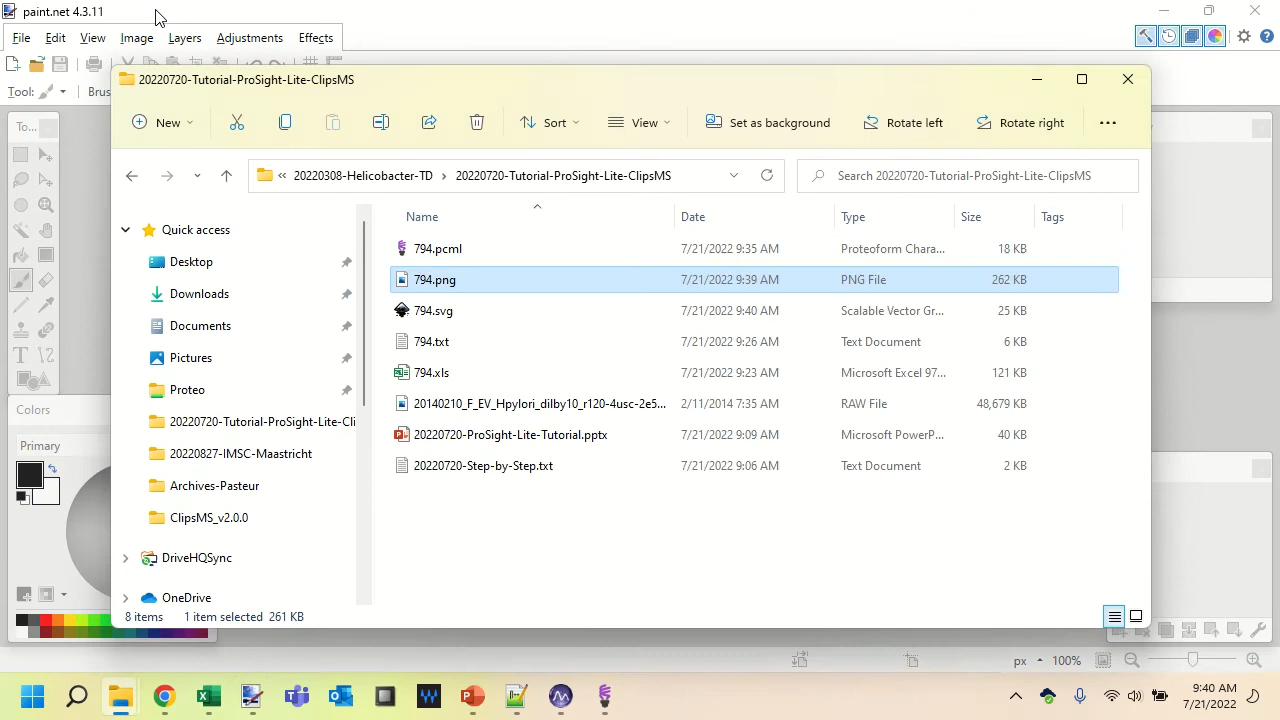 paint.net 4.3.11
File Edit View Image Layers Adjustments Effects
Tool:
Brus
20220720-Tutorial-ProSight-Lite-ClipsMS
New Sort View Set as background Rotate left Rotate right
« 20220308-Helicobacter-TD > 20220720-Tutorial-ProSight-Lite-ClipsMS
Search 20220720-Tutorial-ProSight-Lite-ClipsMS
To...
Name Date Type Size Tags
Quick access
Desktop
Downloads
Documents
Pictures
Proteo
20220720-Tutorial-ProSight-Lite-Cli
20220827-IMSC-Maastricht
Archives-Pasteur
ClipsMS_v2.0.0
DriveHQSync
OneDrive
794.pcml 7/21/2022 9:35 AM Proteoform Chara... 18 KB
794.png 7/21/2022 9:39 AM PNG File 262 KB
794.svg 7/21/2022 9:40 AM Scalable Vector Gr... 25 KB
794.txt 7/21/2022 9:26 AM Text Document 6 KB
794.xls 7/21/2022 9:23 AM Microsoft Excel 97... 121 KB
20140210_F_EV_Hpylori_dilby10_r120-4usc-2e5... 2/11/2014 7:35 AM RAW File 48,679 KB
20220720-ProSight-Lite-Tutorial.pptx 7/21/2022 9:09 AM Microsoft PowerP... 40 KB
20220720-Step-by-Step.txt 7/21/2022 9:06 AM Text Document 2 KB
Colors
Primary
8 items 1 item selected 261 KB
px 100%
9:40 AM
7/21/2022